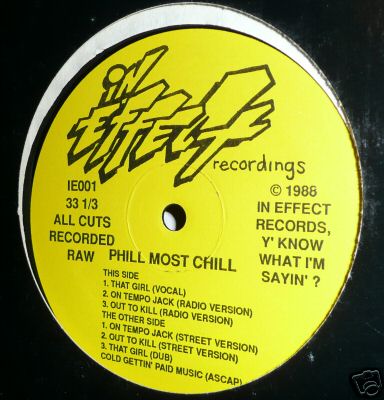 in
EFFECT
recordings
IE001
33 1/3
ALL CUTS
RECORDED
RAW
© 1988
IN EFFECT
RECORDS,
Y' KNOW
WHAT I'M
SAYIN' ?
PHILL MOST CHILL
THIS SIDE
1. THAT GIRL (VOCAL)
2. ON TEMPO JACK (RADIO VERSION)
3. OUT TO KILL (RADIO VERSION)
THE OTHER SIDE
1. ON TEMPO JACK (STREET VERSION)
2. OUT TO KILL (STREET VERSION)
3. THAT GIRL (DUB)
COLD GETTIN' PAID MUSIC (ASCAP)